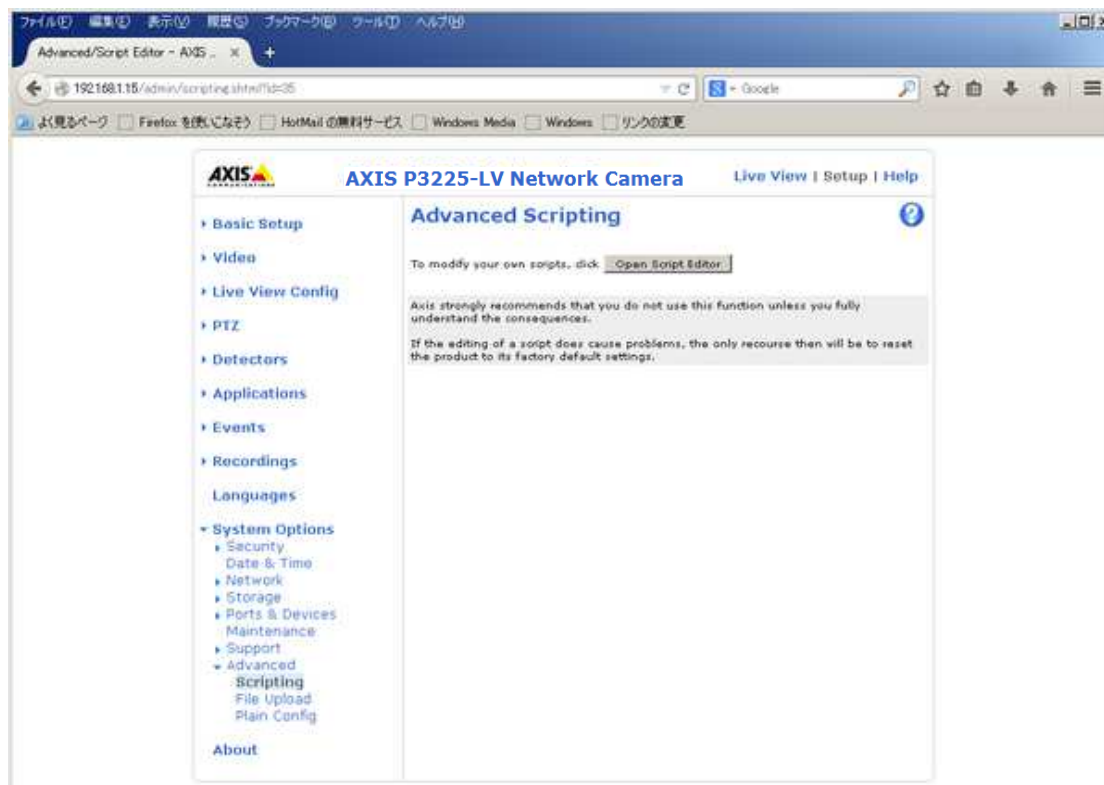 ファイル(F) 編集(E) 表示(V) 履歴(S) ブックマーク(B) ツール(T) ヘルプ(H)
Advanced/Script Editor - AXIS ..
192.168.1.15/admin/scripting.shtml?id=35
Google
よく見るページ Firefox を使いこなそう HotMail の無料サービス Windows Media Windows リンクの変更
AXIS
COMMUNICATIONS
AXIS P3225-LV Network Camera
Live View | Setup | Help
Basic Setup
Video
Live View Config
PTZ
Detectors
Applications
Events
Recordings
Languages
System Options
Security
Date & Time
Network
Storage
Ports & Devices
Maintenance
Support
Advanced
Scripting
File Upload
Plain Config
About
Advanced Scripting
?
To modify your own scripts, click Open Script Editor
Axis strongly recommends that you do not use this function unless you fully
understand the consequences.
If the editing of a script does cause problems, the only recourse then will be to reset
the product to its factory default settings.